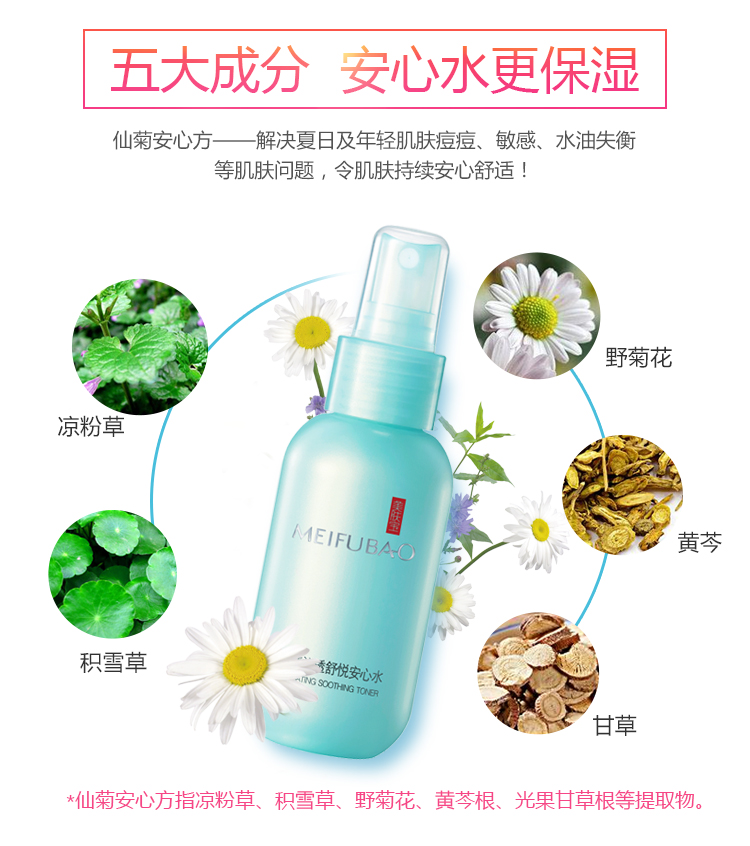 五大成分 安心水更保湿
仙菊安心方——解决夏日及年轻肌肤痘痘、敏感、水油失衡
等肌肤问题，令肌肤持续安心舒适！
野菊花
凉粉草
MEIFUBAO
黄芩
积雪草
透舒悦安心水
ATING SOOTHING TONER
甘草
*仙菊安心方指凉粉草、积雪草、野菊花、黄芩根、光果甘草根等提取物。